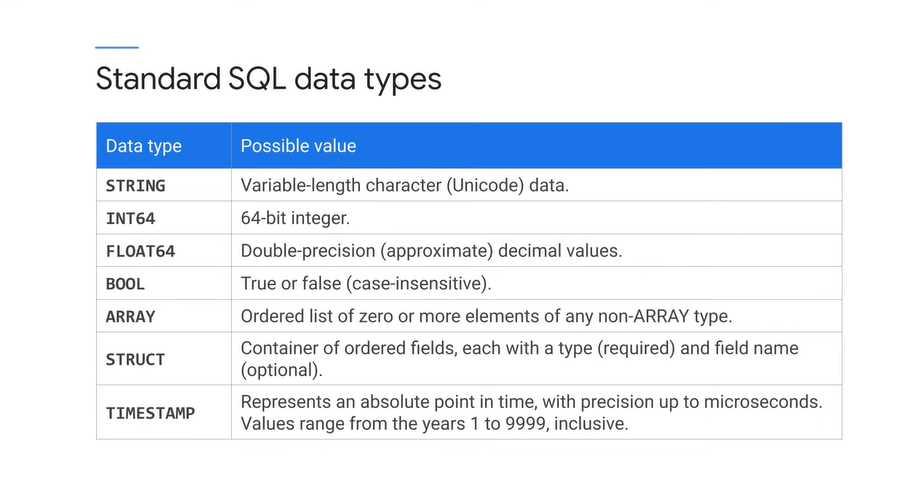 Standard SQL data types
Data type Possible value
STRING Variable-length character (Unicode) data.
INT64 64-bit integer.
FLOAT64 Double-precision (approximate) decimal values.
BOOL True or false (case-insensitive).
ARRAY Ordered list of zero or more elements of any non-ARRAY type.
STRUCT Container of ordered fields, each with a type (required) and field name
(optional).
TIMESTAMP Represents an absolute point in time, with precision up to microseconds.
Values range from the years 1 to 9999, inclusive.